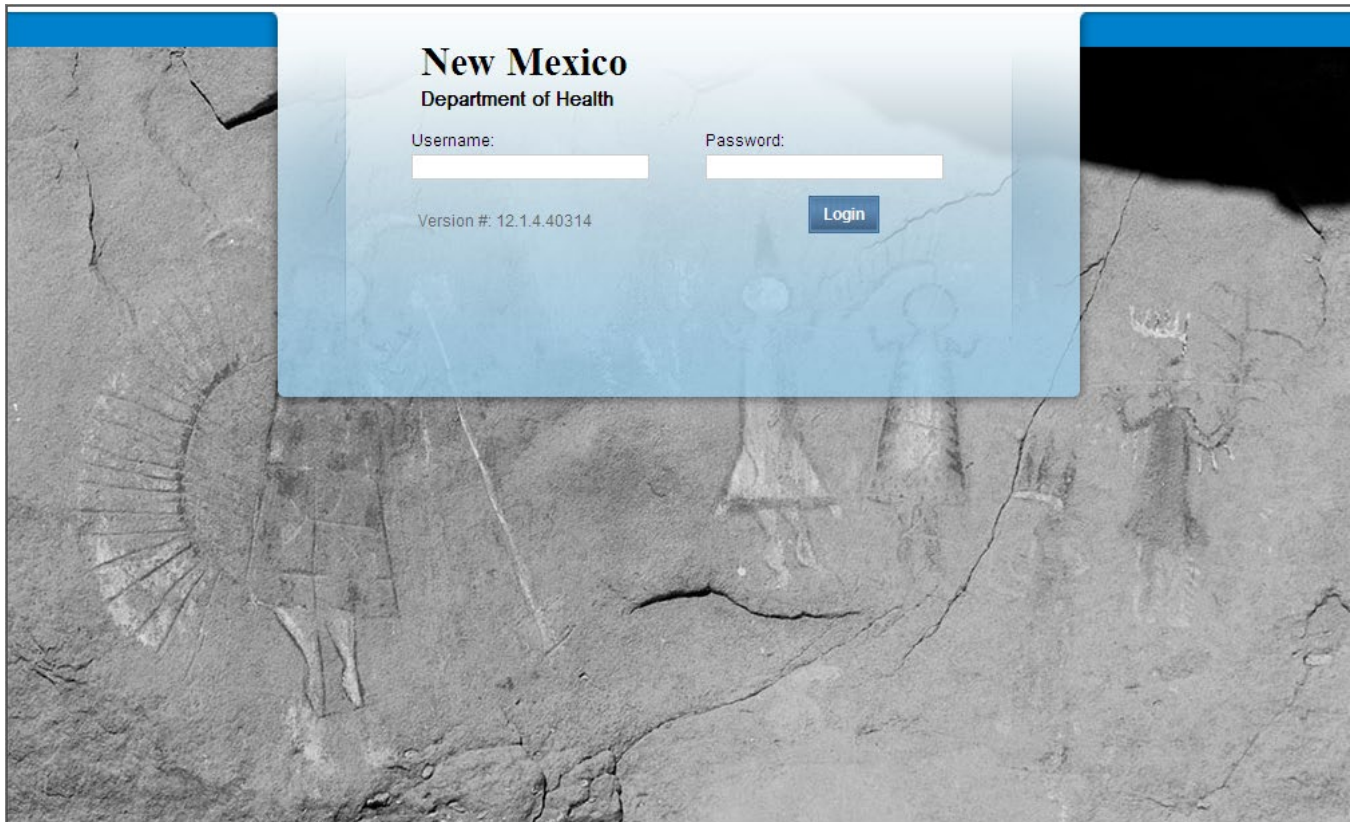 New Mexico
Department of Health
Username: Password:
Version #: 12.1.4.40314 Login